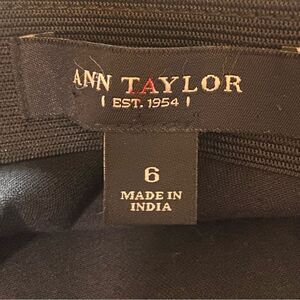 ANN TAYLOR
EST. 1954
6
MADE IN
INDIA